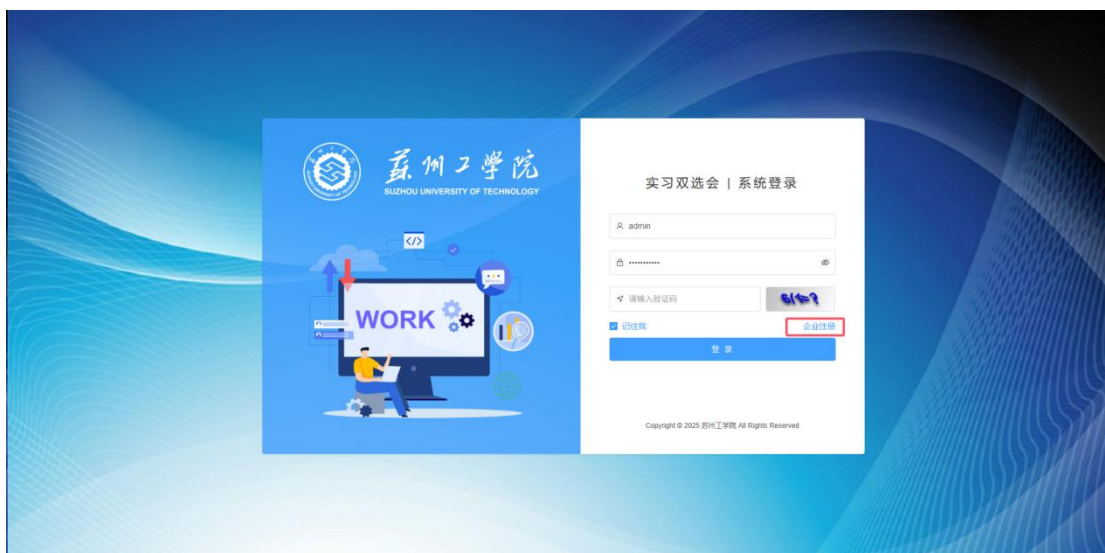 苏州工学院
SUZHOU UNIVERSITY OF TECHNOLOGY
</>
WORK
实习双选会 | 系统登录
admin
请输入验证码
记住我
企业注册
登 录
Copyright © 2025 苏州工学院 All Rights Reserved